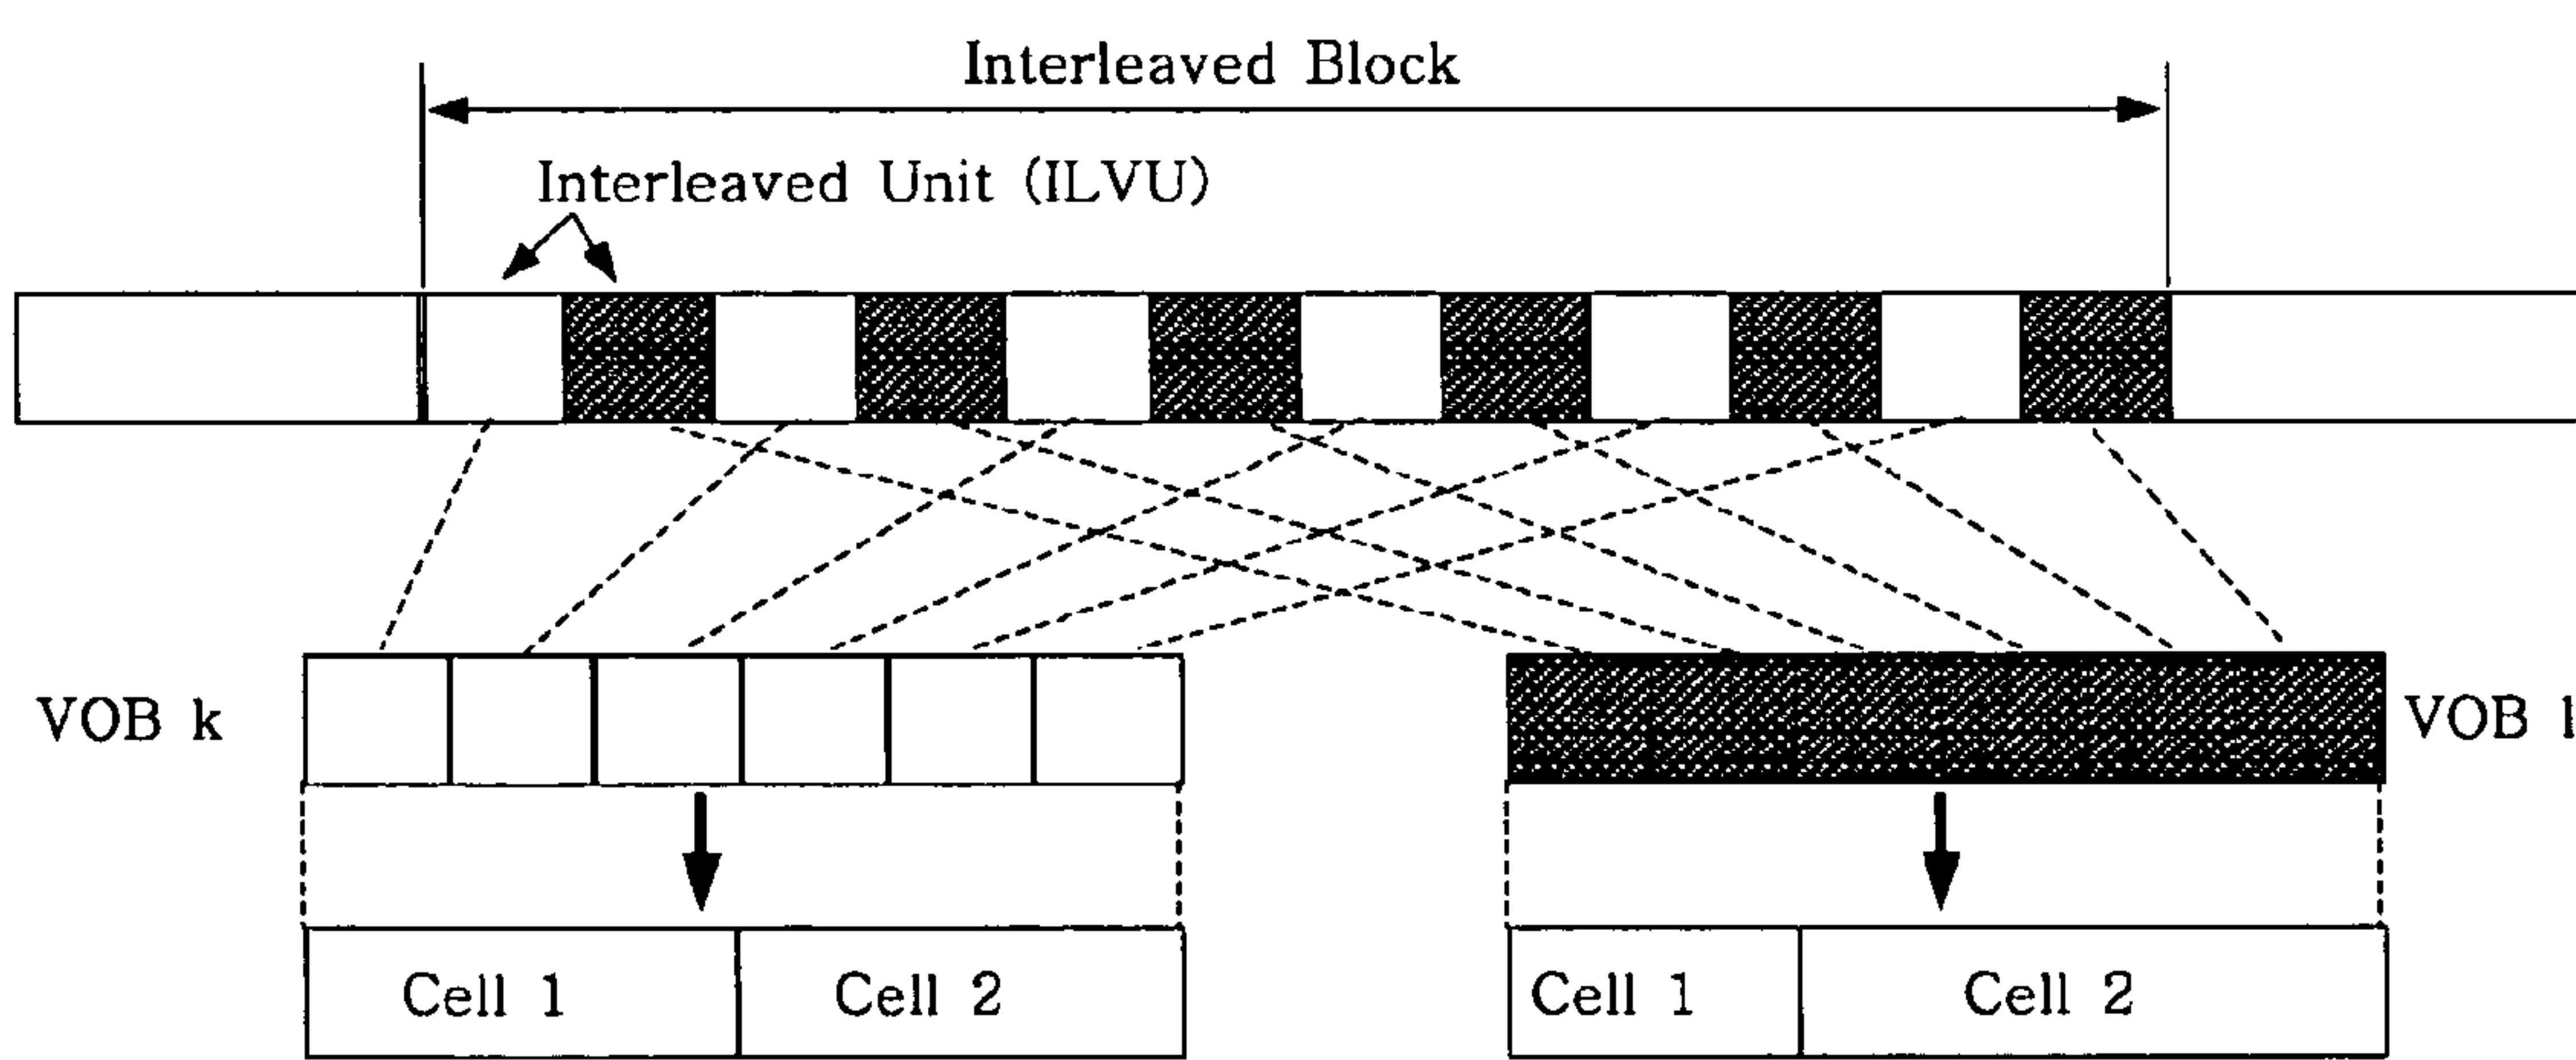 Interleaved Block
Interleaved Unit (ILVU)
VOB k
VOB l
Cell 1
Cell 2
Cell 1
Cell 2